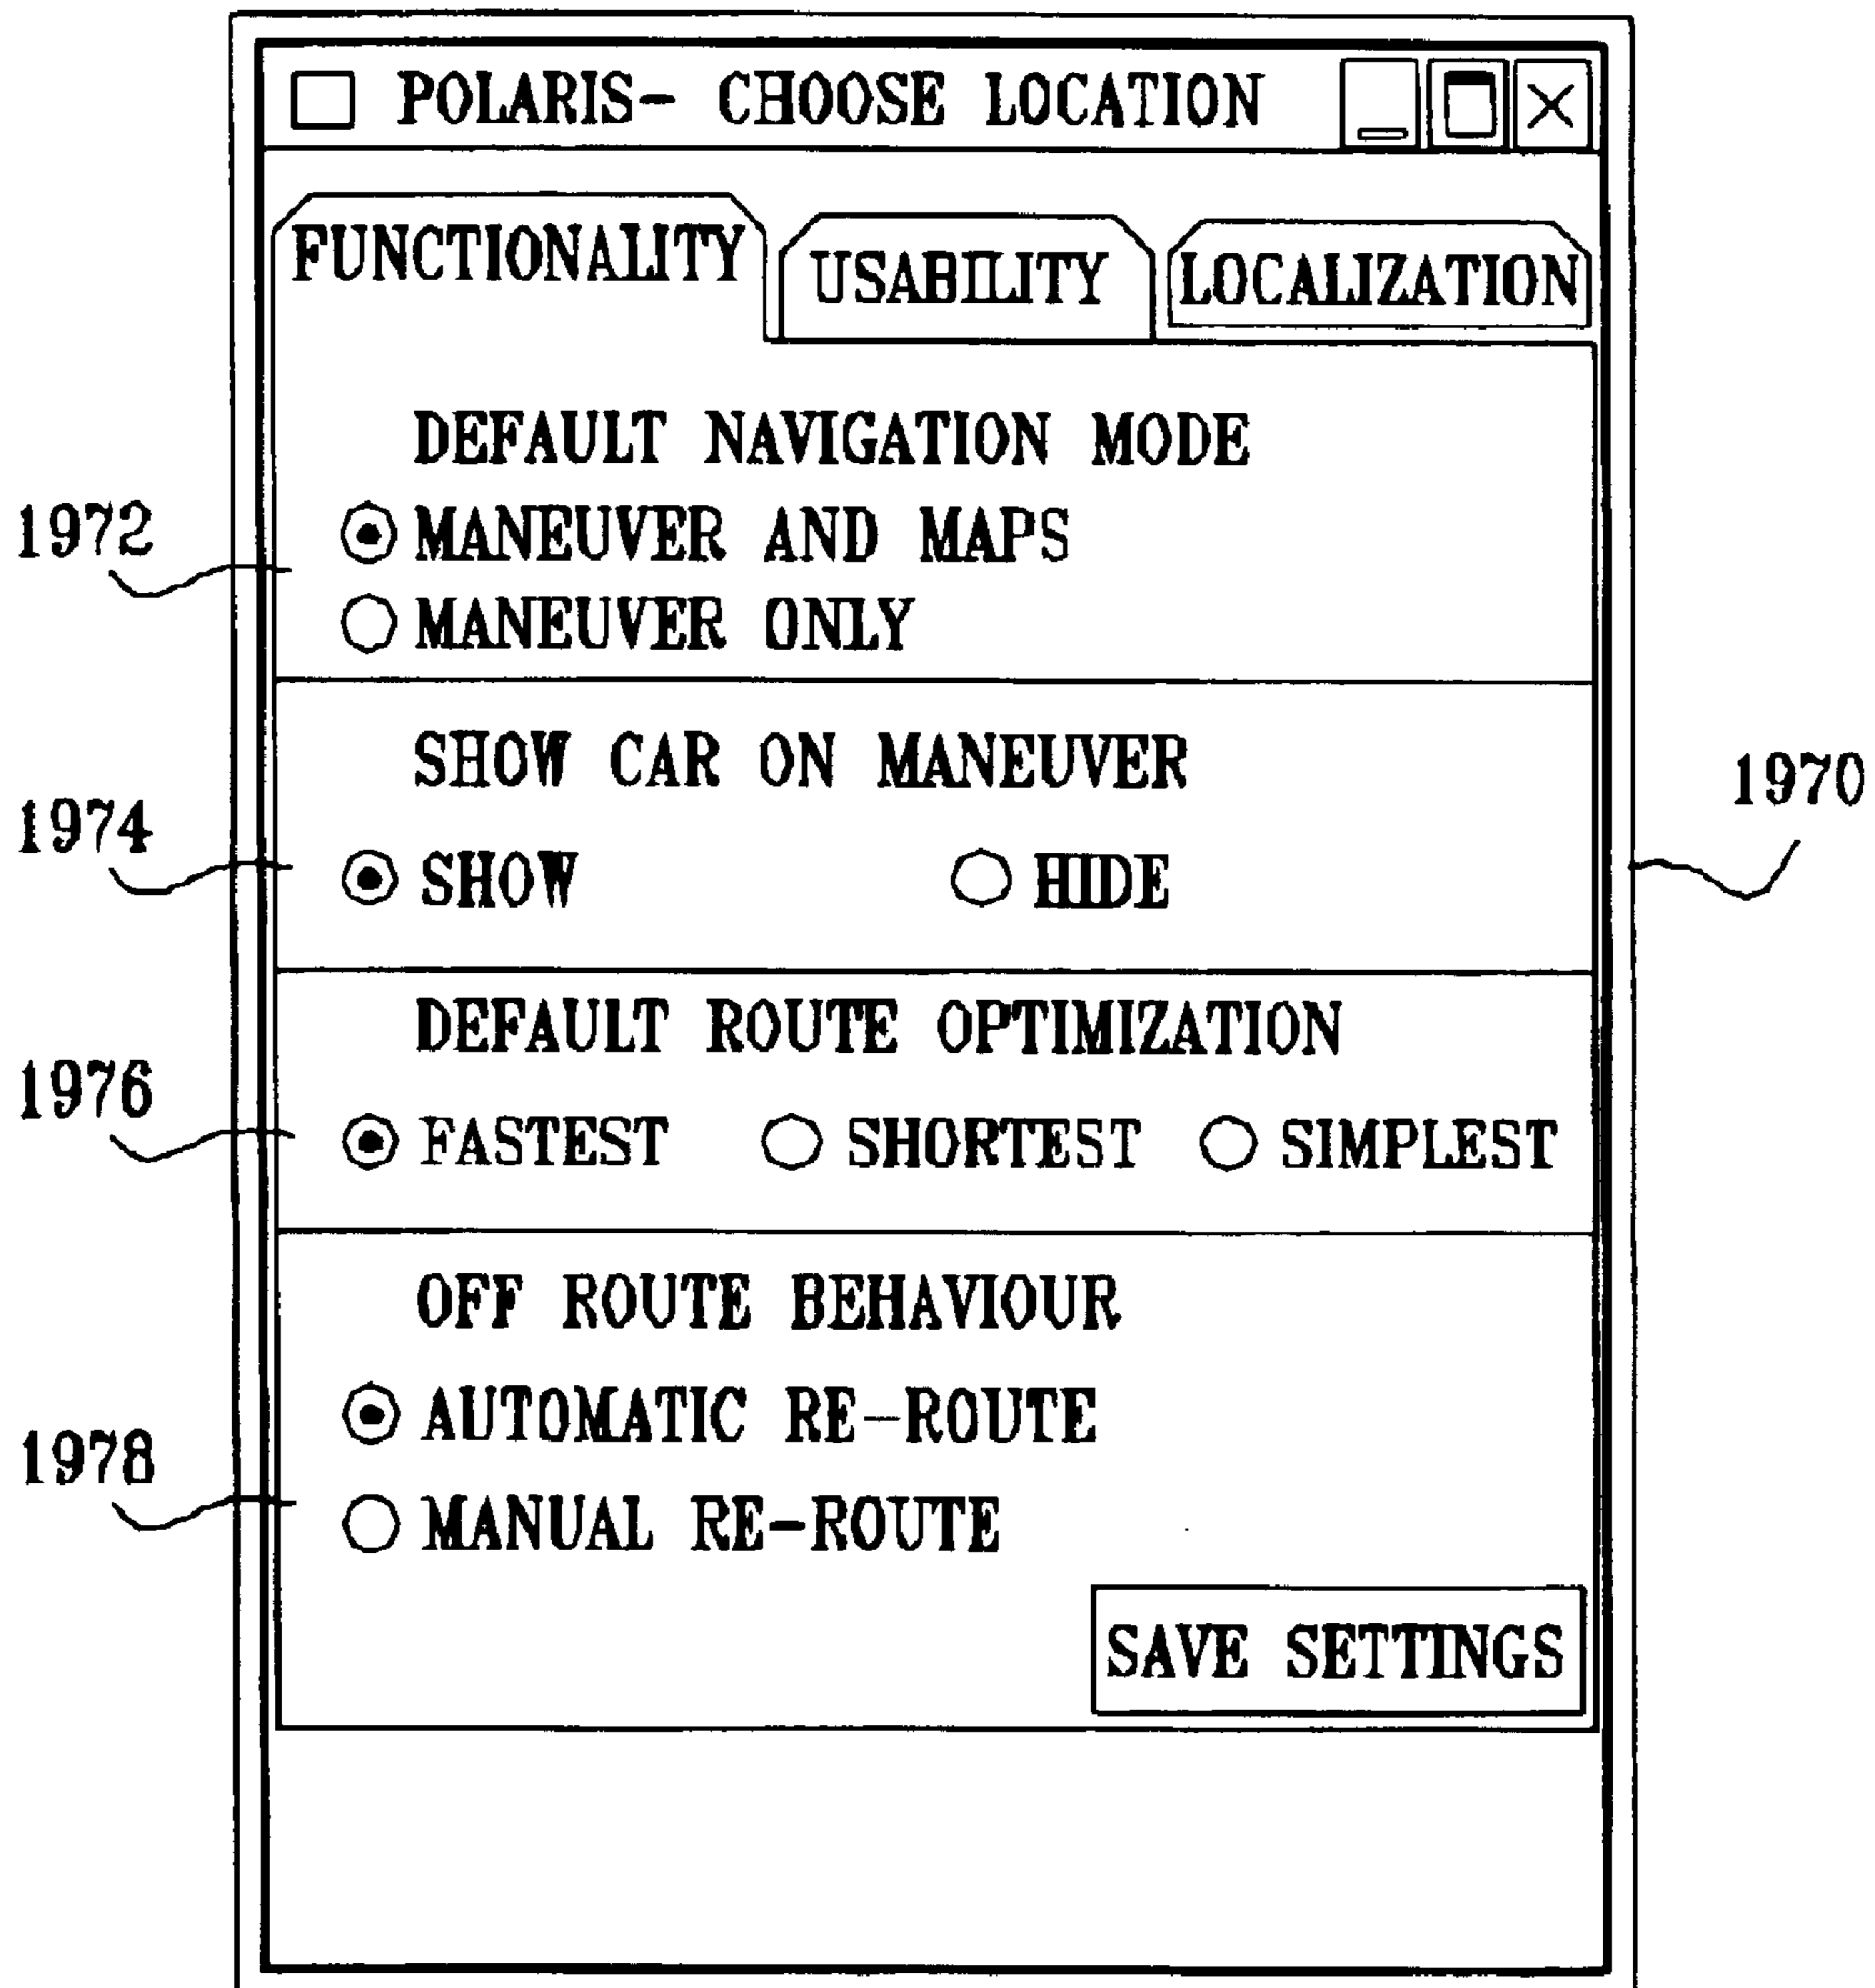 POLARIS- CHOOSE LOCATION
FUNCTIONALITY USABILITY LOCALIZATION
DEFAULT NAVIGATION MODE
1972
MANEUVER AND MAPS
MANEUVER ONLY
SHOW CAR ON MANEUVER
1970
1974
SHOW HIDE
DEFAULT ROUTE OPTIMIZATION
1976
FASTEST SHORTEST SIMPLEST
OFF ROUTE BEHAVIOUR
AUTOMATIC RE-ROUTE
1978
MANUAL RE-ROUTE
SAVE SETTINGS